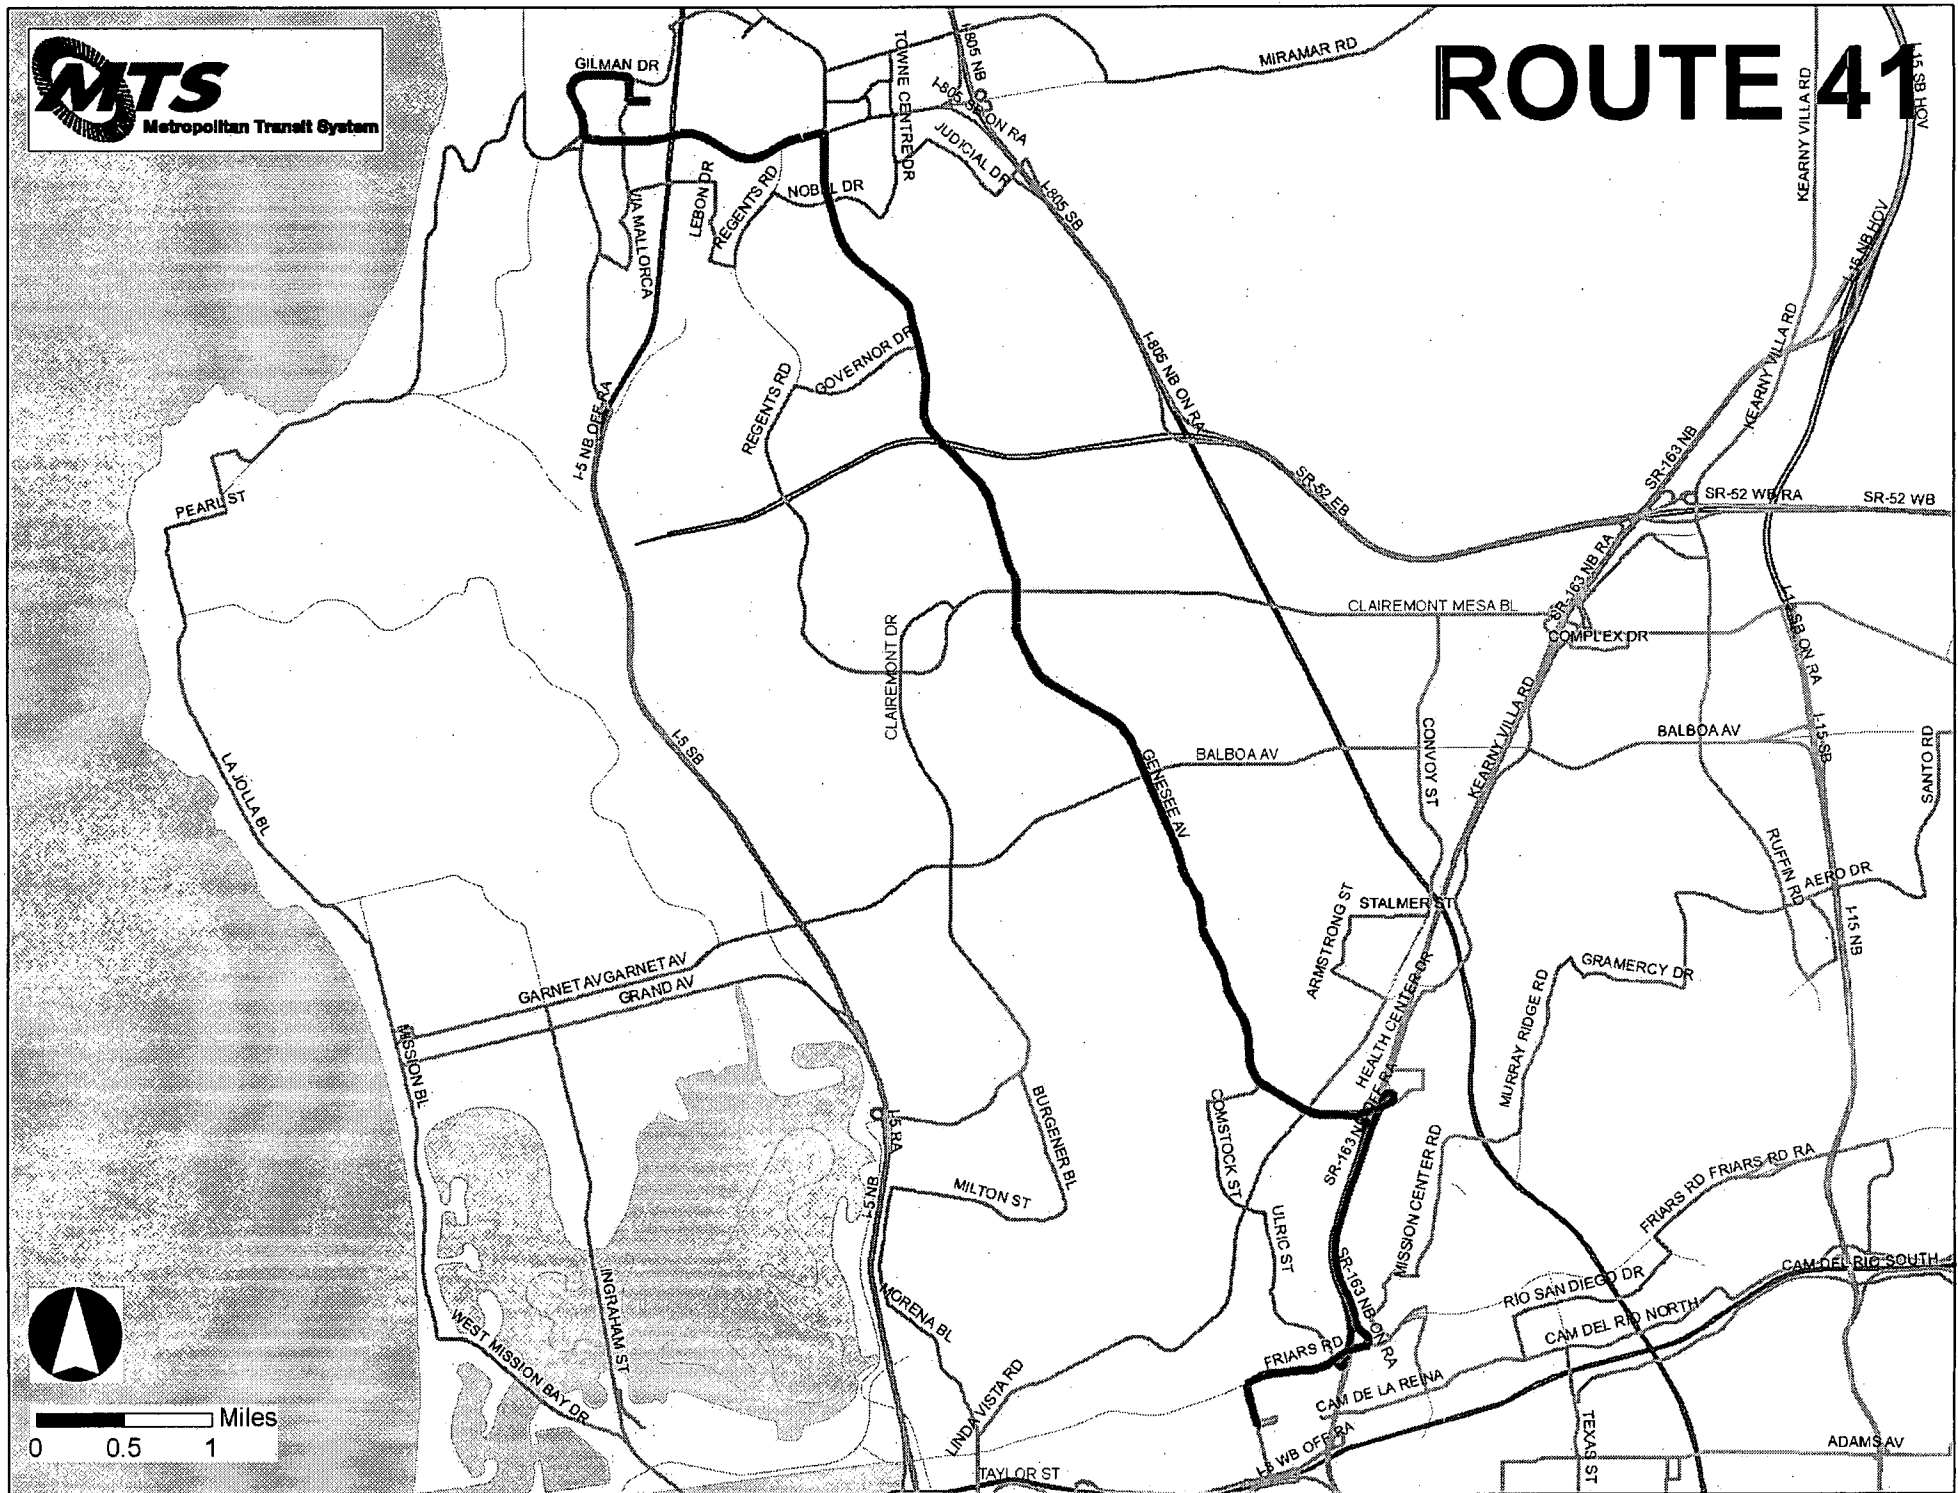 MTS
Metropolitan Transit System
ROUTE 41
GILMAN DR
TOWNE CENTRE DR
I-805 NB
MIRAMAR RD
KEARNY VILLA RD
I-15 SB HOV
I-805 SB ON RA
JUDICIAL DR
VIA MALLORCA
LEBON DR
REGENTS RD
NOBEL DR
I-805 SB
I-15 NB HOV
I-5 NB OFF RA
REGENTS RD
GOVERNOR DR
I-805 NB ON RA
KEARNY VILLA RD
SR-163 NB
SR-52 EB
SR-52 WB RA
SR-52 WB
PEARL ST
SR-163 NB RA
CLAIREMONT MESA BL
COMPLEX DR
I-15 SB ON RA
CLAIREMONT DR
I-5 SB
LA JOLLA BL
GENESEE AV
BALBOA AV
CONVOY ST
KEARNY VILLA RD
BALBOA AV
I-15 SB
SANTO RD
RUFFIN RD
AERO DR
ARMSTRONG ST
STALMER ST
I-15 NB
GARNET AV
GARNET AV
GRAND AV
HEALTH CENTER DR
GRAMERCY DR
MURRAY RIDGE RD
MISSION BL
I-5 RA
BURGENER BL
COMSTOCK ST
SR-163 NB OFF RA
MISSION CENTER RD
I-5 NB
MILTON ST
ULRIC ST
FRIARS RD
FRIARS RD RA
INGRAHAM ST
MORENA BL
SR-163 NB ON RA
RIO SAN DIEGO DR
CAM DEL RIO SOUTH
CAM DEL RIO NORTH
WEST MISSION BAY DR
FRIARS RD
LINDA VISTA RD
CAM DE LA REINA
I-8 WB OFF RA
TEXAS ST
ADAMS AV
TAYLOR ST
Miles
0 0.5 1